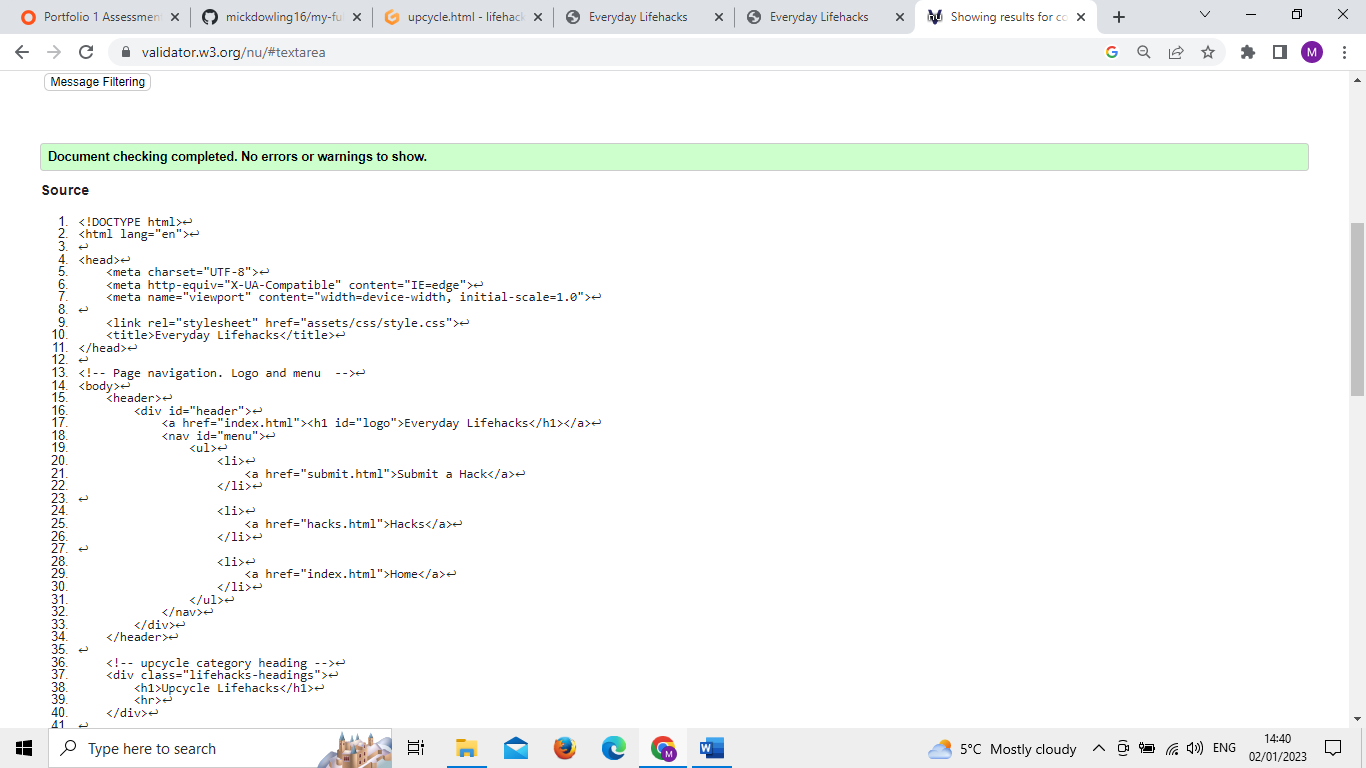 Portfolio 1 Assessmen
mickdowling16/my-ful
upcycle.html - lifehack
Everyday Lifehacks
Everyday Lifehacks
Showing results for co
validator.w3.org/nu/#textarea
M
Message Filtering
Document checking completed. No errors or warnings to show.
Source
1. <!DOCTYPE html>↩
2. <html lang="en">↩
3. ↩
4. <head>↩
5.     <meta charset="UTF-8">↩
6.     <meta http-equiv="X-UA-Compatible" content="IE=edge">↩
7.     <meta name="viewport" content="width=device-width, initial-scale=1.0">↩
8. ↩
9.     <link rel="stylesheet" href="assets/css/style.css">↩
10.     <title>Everyday Lifehacks</title>↩
11. </head>↩
12. ↩
13. <!-- Page navigation. Logo and menu  -->↩
14. <body>↩
15.     <header>↩
16.         <div id="header">↩
17.             <a href="index.html"><h1 id="logo">Everyday Lifehacks</h1></a>↩
18.             <nav id="menu">↩
19.                 <ul>↩
20.                     <li>↩
21.                         <a href="submit.html">Submit a Hack</a>↩
22.                     </li>↩
23. ↩
24.                     <li>↩
25.                         <a href="hacks.html">Hacks</a>↩
26.                     </li>↩
27. ↩
28.                     <li>↩
29.                         <a href="index.html">Home</a>↩
30.                     </li>↩
31.                 </ul>↩
32.             </nav>↩
33.         </div>↩
34.     </header>↩
35. ↩
36.     <!-- upcycle category heading -->↩
37.     <div class="lifehacks-headings">↩
38.         <h1>Upcycle Lifehacks</h1>↩
39.         <hr>↩
40.     </div>↩
41. ↩
Type here to search
5°C Mostly cloudy
ENG
14:40
02/01/2023